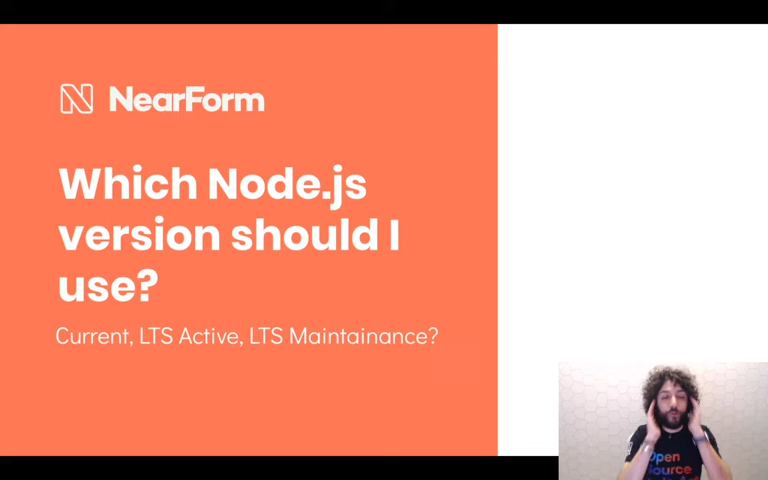 NearForm
Which Node.js
version should I
use?
Current, LTS Active, LTS Maintainance?
Open
Source